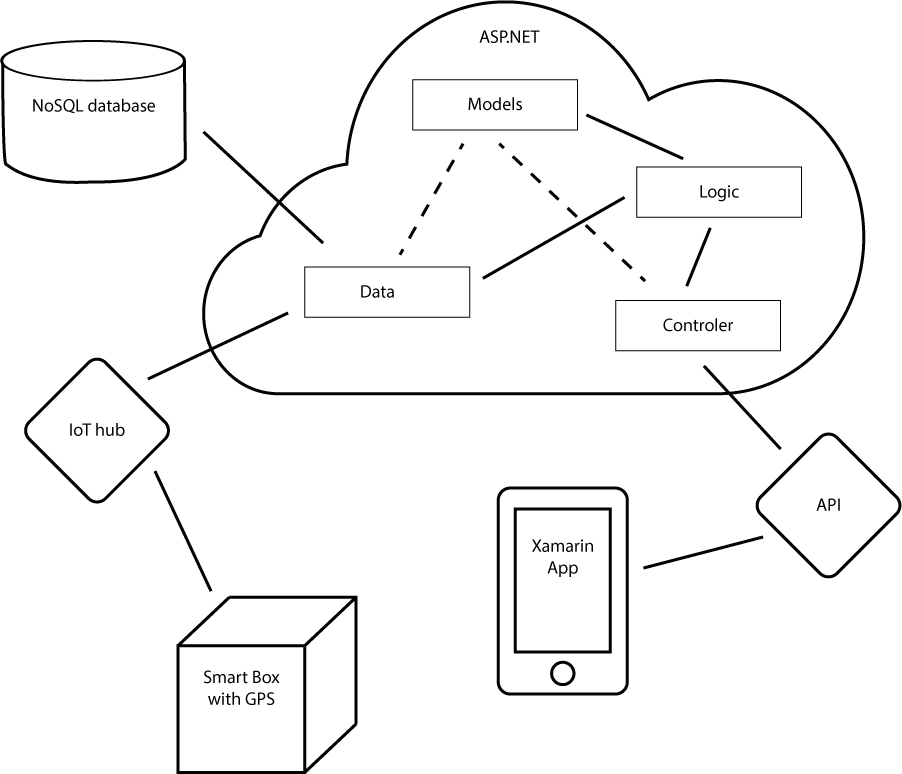 ASP.NET
NoSQL database
Models
Logic
Data
Controler
IoT hub
API
Xamarin
App
Smart Box
with GPS